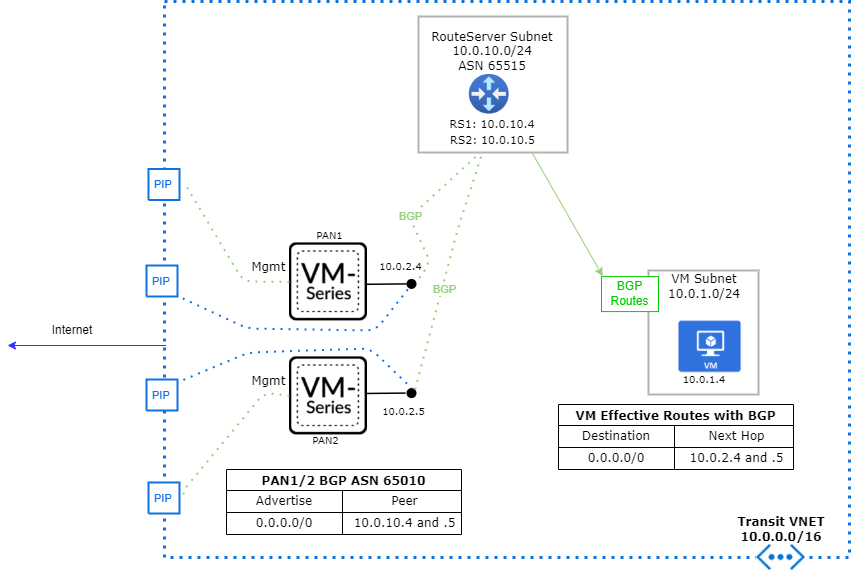 RouteServer Subnet
10.0.10.0/24
ASN 65515
RS1: 10.0.10.4
RS2: 10.0.10.5
PIP
BGP
PAN1
Mgmt
VM-
Series
10.0.2.4
PIP
BGP
BGP
Routes
VM Subnet
10.0.1.0/24
VM
10.0.1.4
Internet
PIP
Mgmt
VM-
Series
10.0.2.5
PAN2
VM Effective Routes with BGP
Destination Next Hop
0.0.0.0/0 10.0.2.4 and .5
PIP
PAN1/2 BGP ASN 65010
Advertise Peer
0.0.0.0/0 10.0.10.4 and .5
Transit VNET
10.0.0.0/16